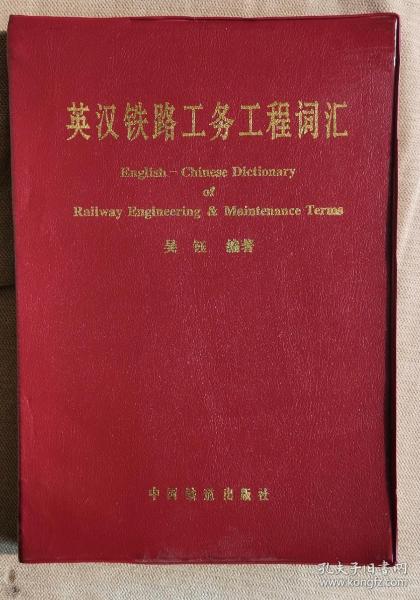 英汉铁路工务工程词汇
English - Chinese Dictionary
of
Railway Engineering & Maintenance Terms
吴钰 编著
中国铁道出版社
孔夫子旧书网
www.kongfz.com